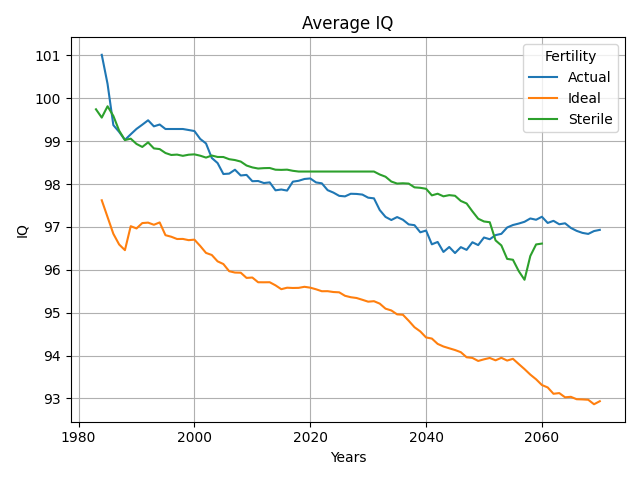 Average IQ
IQ
101
100
99
98
97
96
95
94
93
Fertility
Actual
Ideal
Sterile
1980
2000
2020
2040
2060
Years